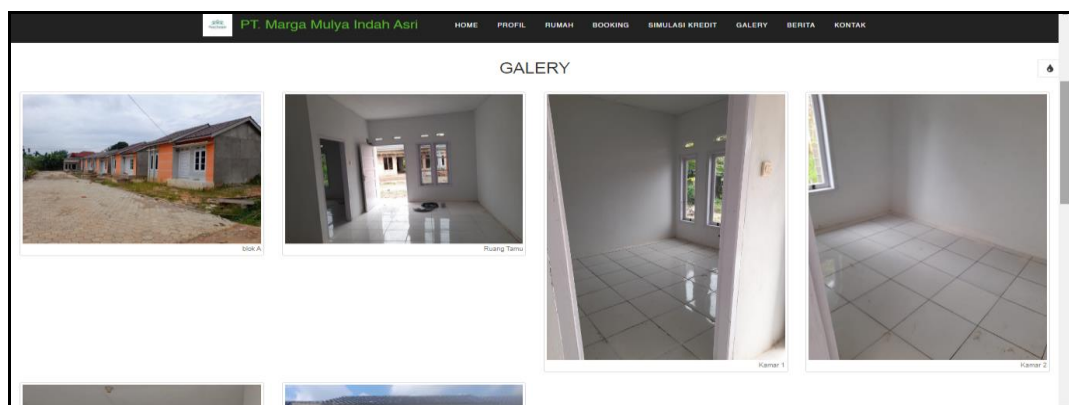 PT. Marga Mulya Indah Asri HOME PROFIL RUMAH BOOKING SIMULASI KREDIT GALERY BERITA KONTAK
GALERY
blok A
Ruang Tamu
Kamar 1
Kamar 2